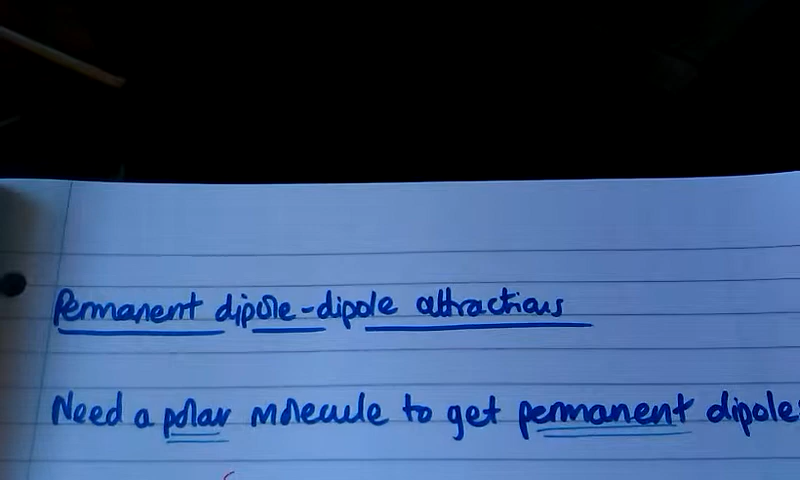 Permanent dipole-dipole attractions
Need a polar molecule to get permanent dipole